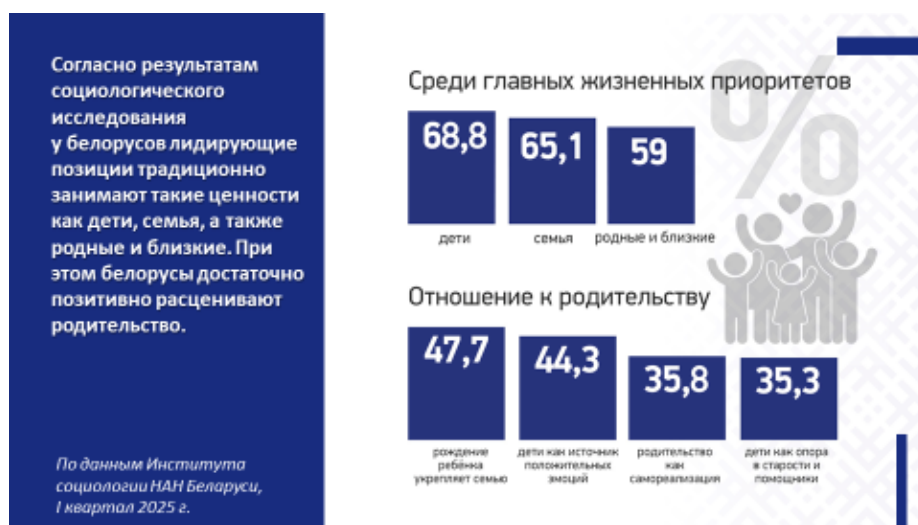 Согласно результатам
социологического
исследования
у белорусов лидирующие
позиции традиционно
занимают такие ценности
как дети, семья, а также
родные и близкие. При
этом белорусы достаточно
позитивно расценивают
родительство.
По данным Института
социологии НАН Беларуси,
I квартал 2025 г.
%
Среди главных жизненных приоритетов
68,8
65,1
59
дети
семья
родные и близкие
Отношение к родительству
47,7
44,3
35,8
35,3
рождение
ребёнка
укрепляет семью
дети как источник
положительных
эмоций
родительство
как
самореализация
дети как опора
в старости и
помощники